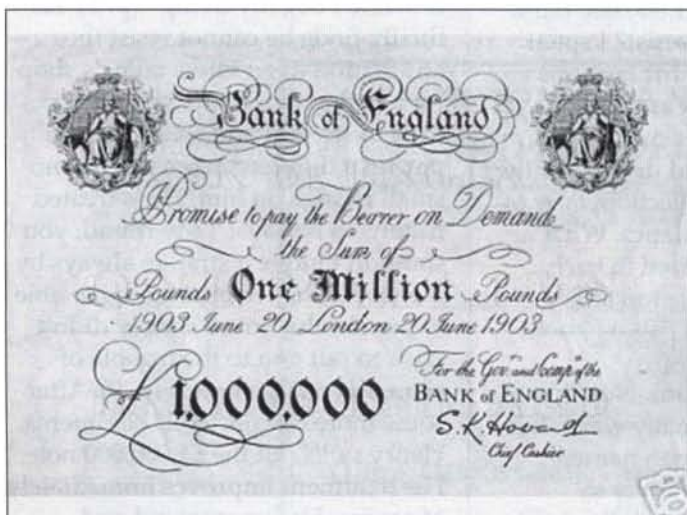 Bank of England
Promise to pay the Bearer on Demand
the Sum of
Pounds One Million Pounds
1903 June 20 London 20 June 1903
£1,000,000
For the Govr. and Compa. of the
BANK of ENGLAND
S. K. Howard
Chief Cashier